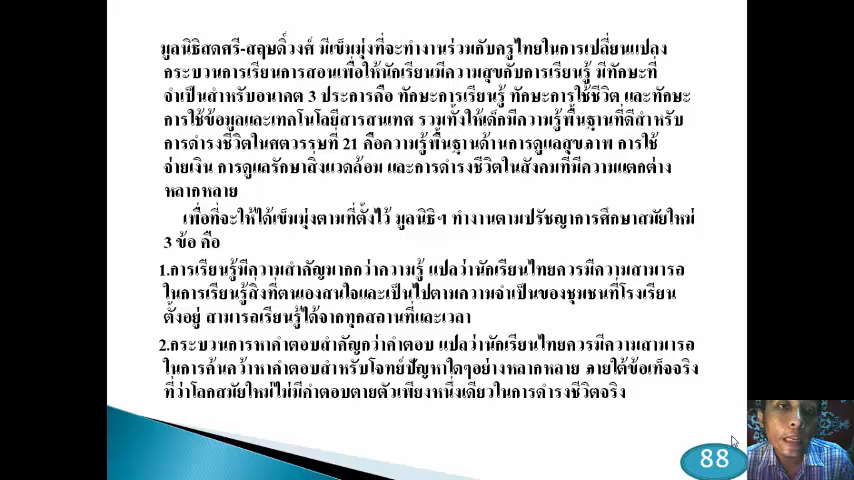 มูลนิธิสดศรี-สฤษดิ์วงศ์ มีเข็มมุ่งที่จะทำงานร่วมกับครูไทยในการเปลี่ยนแปลง
กระบวนการเรียนการสอนเพื่อให้นักเรียนมีความสุขกับการเรียนรู้ มีทักษะที่
จำเป็นสำหรับอนาคต 3 ประการคือ ทักษะการเรียนรู้ ทักษะการใช้ชีวิต และทักษะ
การใช้ข้อมูลและเทคโนโลยีสารสนเทศ รวมทั้งให้เด็กมีความรู้พื้นฐานที่ดีสำหรับ
การดำรงชีวิตในศตวรรษที่ 21 คือความรู้พื้นฐานด้านการดูแลสุขภาพ การใช้
จ่ายเงิน การดูแลรักษาสิ่งแวดล้อม และการดำรงชีวิตในสังคมที่มีความแตกต่าง
หลากหลาย
เพื่อที่จะให้ได้เข็มมุ่งตามที่ตั้งไว้ มูลนิธิฯ ทำงานตามปรัชญาการศึกษาสมัยใหม่
3 ข้อ คือ
1.การเรียนรู้มีความสำคัญมากกว่าความรู้ แปลว่านักเรียนไทยควรมีความสามารถ
ในการเรียนรู้สิ่งที่ตนเองสนใจและเป็นไปตามความจำเป็นของชุมชนที่โรงเรียน
ตั้งอยู่ สามารถเรียนรู้ได้จากทุกสถานที่และเวลา
2.กระบวนการหาคำตอบสำคัญกว่าคำตอบ แปลว่านักเรียนไทยควรมีความสามารถ
ในการค้นคว้าหาคำตอบสำหรับโจทย์ปัญหาใดๆอย่างหลากหลาย ภายใต้ข้อเท็จจริง
ที่ว่าโลกสมัยใหม่ไม่มีคำตอบตายตัวเพียงหนึ่งเดียวในการดำรงชีวิตจริง
88